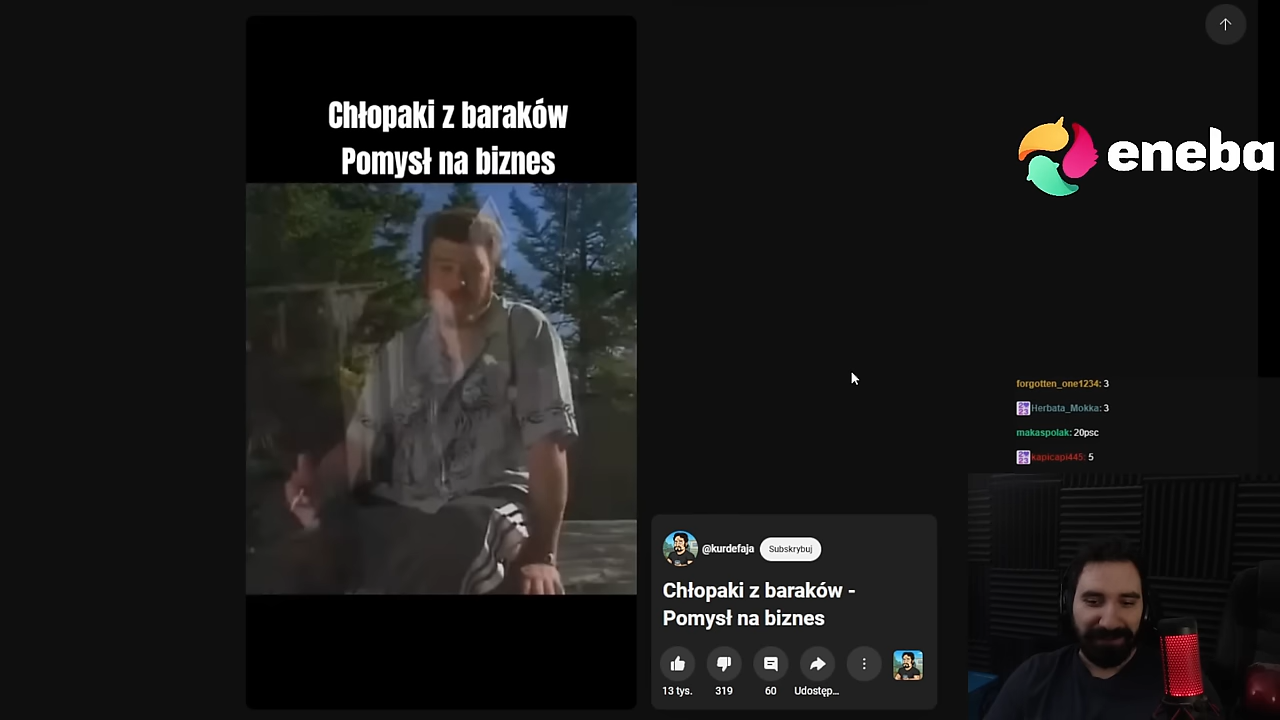 Chłopaki z baraków
Pomysł na biznes
eneba
forgotten_one1234: 3
Herbata_Mokka: 3
makaspolak: 20psc
kapicapi445: 5
@kurdefaja
Subskrybuj
Chłopaki z baraków -
Pomysł na biznes
13 tys.
319
60
Udostęp...